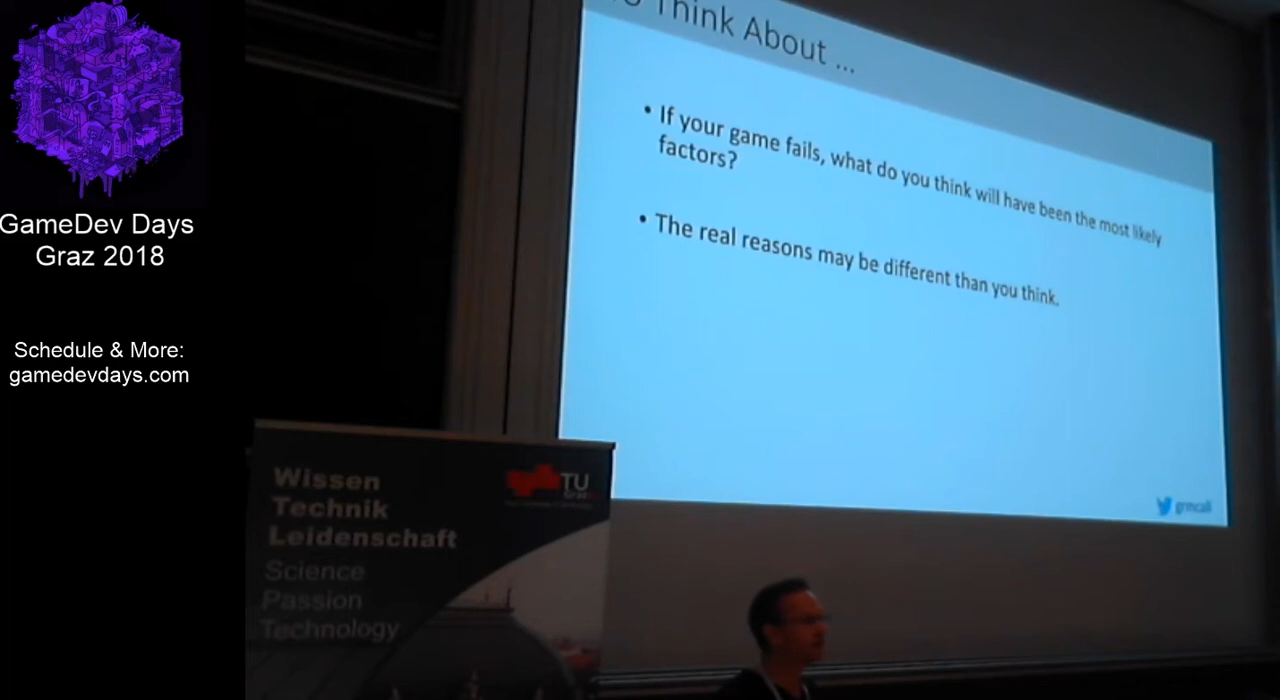 GameDev Days
Graz 2018
Schedule & More:
gamedevdays.com
Think About ...
• If your game fails, what do you think will have been the most likely
factors?
• The real reasons may be different than you think.
Wissen
Technik
Leidenschaft
TU
Graz
Science
Passion
Technology